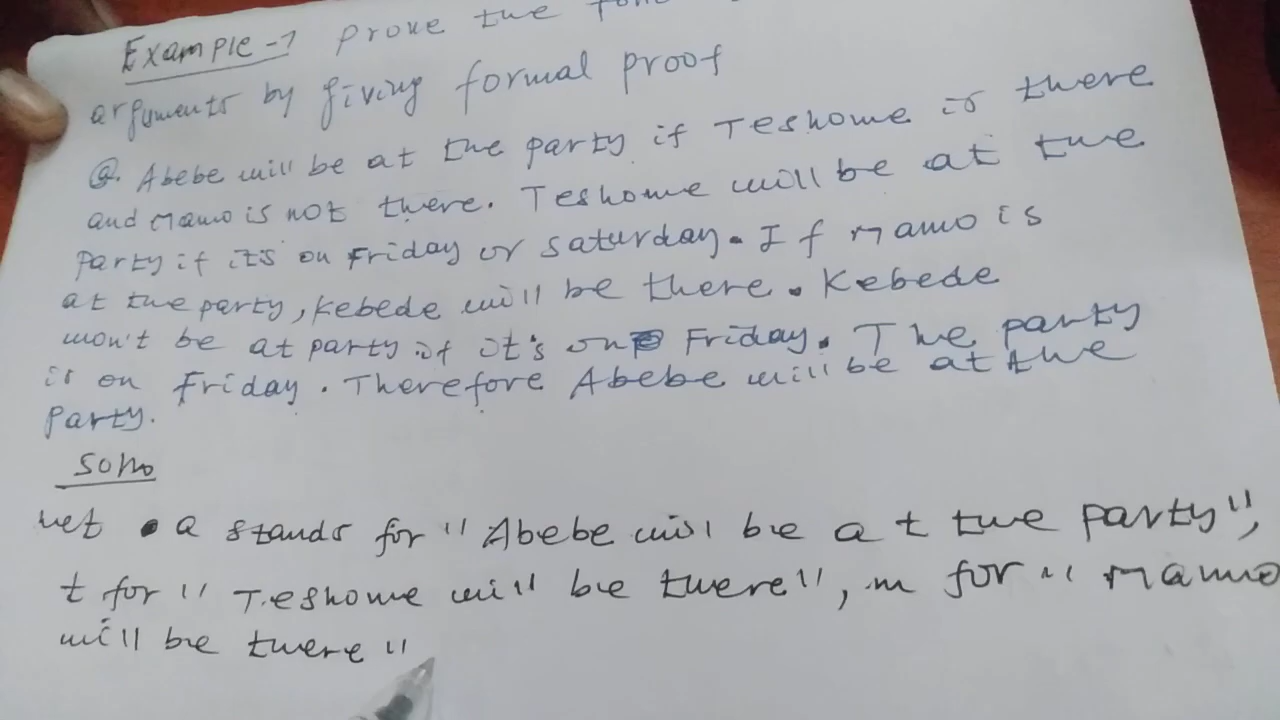 Example-1 prove the
arguments by giving formal proof
@. Abebe will be at the party if Teshome is there
and Mamo is not there. Teshome will be at the
party if it's on Friday or saturday. If Mamo is
at the party, kebede will be there. Kebede
won't be at party if it's on Friday. The party
is on Friday. Therefore Abebe will be at the
Party.
Soln
Let a stands for "Abebe will be at the party",
t for "Teshome will be there", m for "Mamo
will be there"